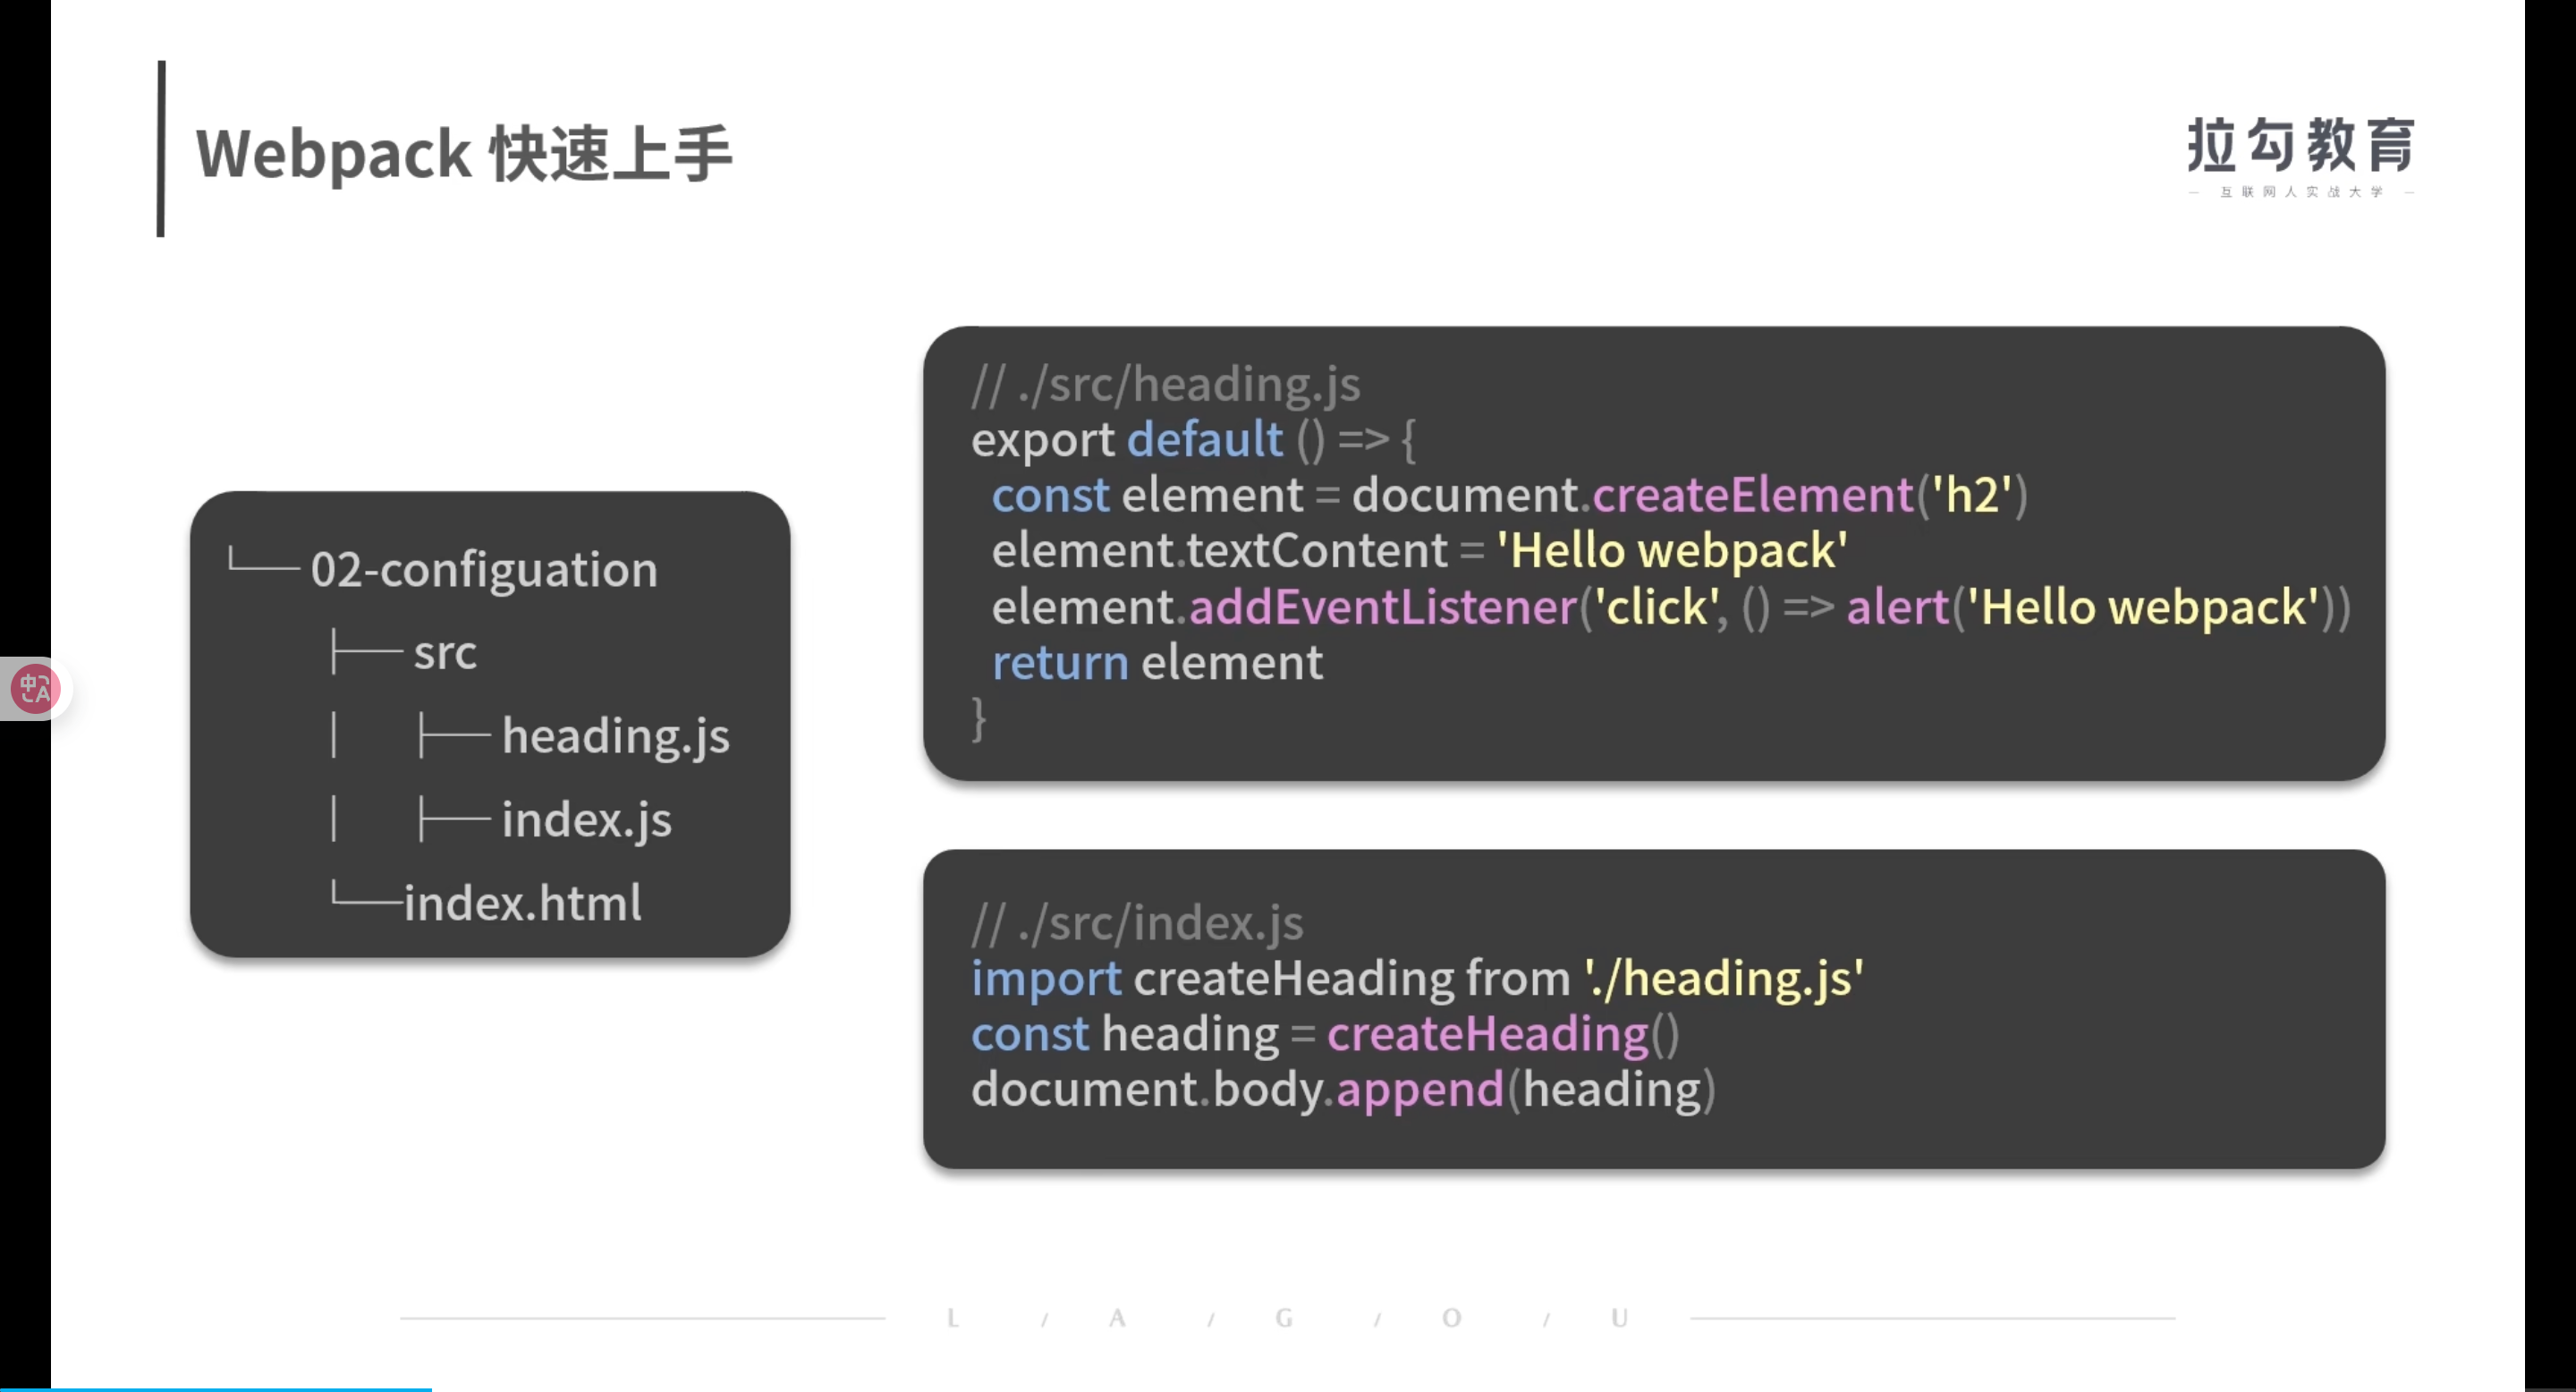 Webpack 快速上手
拉勾教育
互联网人实战大学
└── 02-configuation
├── src
│ ├── heading.js
│ ├── index.js
└──index.html
// ./src/heading.js
export default () => {
const element = document.createElement('h2')
element.textContent = 'Hello webpack'
element.addEventListener('click', () => alert('Hello webpack'))
return element
}
// ./src/index.js
import createHeading from './heading.js'
const heading = createHeading()
document.body.append(heading)
L / A / G / O / U
中A